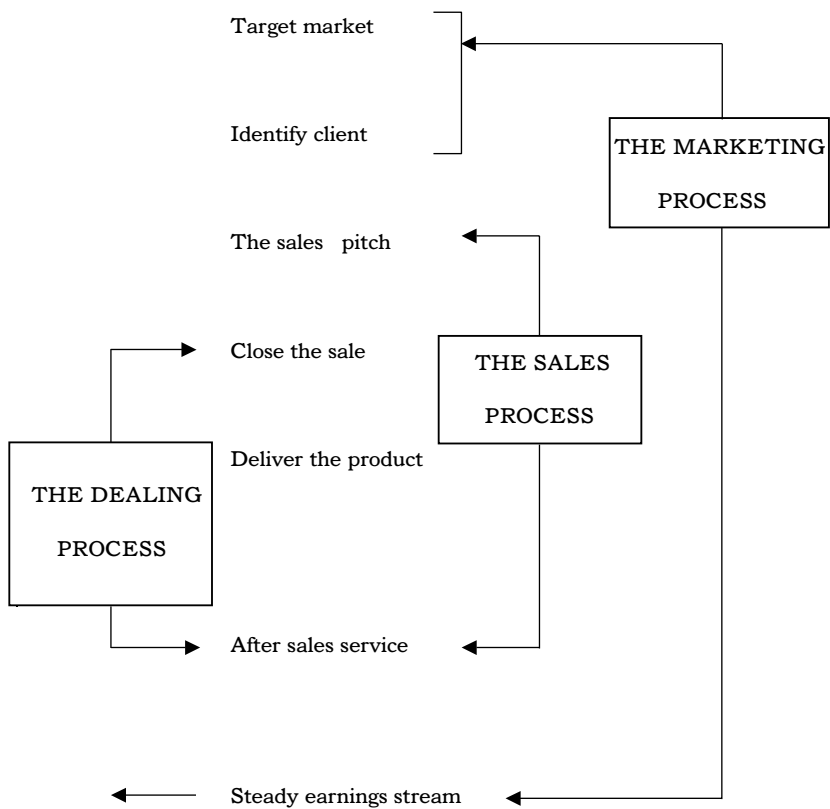 Target market
Identify client
THE MARKETING
PROCESS
The sales pitch
Close the sale
THE SALES
PROCESS
Deliver the product
THE DEALING
PROCESS
After sales service
Steady earnings stream